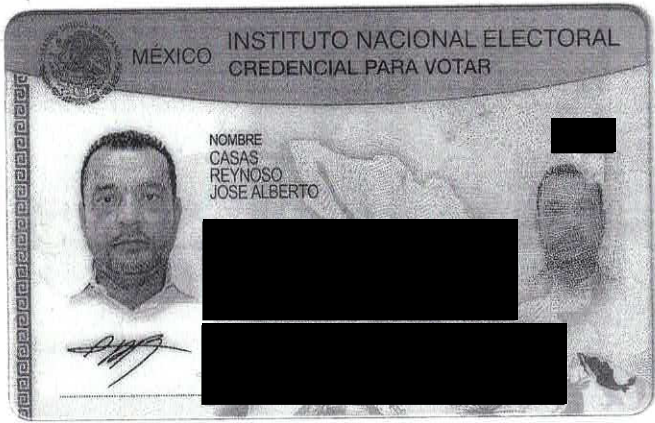 MÉXICO INSTITUTO NACIONAL ELECTORAL
CREDENCIAL PARA VOTAR
NOMBRE
CASAS
REYNOSO
JOSE ALBERTO